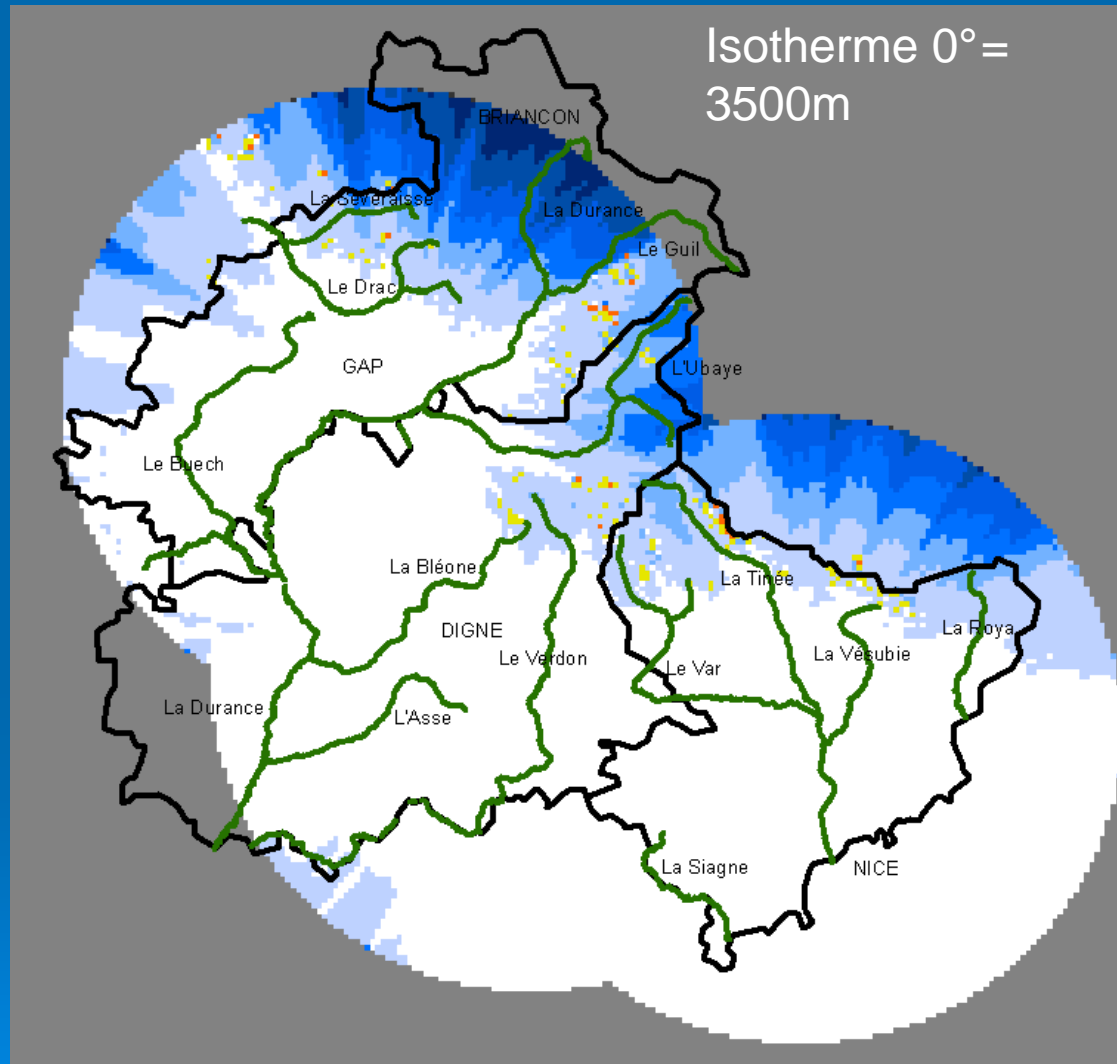 Isotherme 0°=
3500m
BRIANCON
La Séveraisse
La Durance
Le Guil
Le Drac
GAP
L'Ubaye
Le Buech
La Bléone
La Tinée
DIGNE
La Roya
Le Verdon
La Vésubie
Le Var
La Durance
L'Asse
La Siagne
NICE